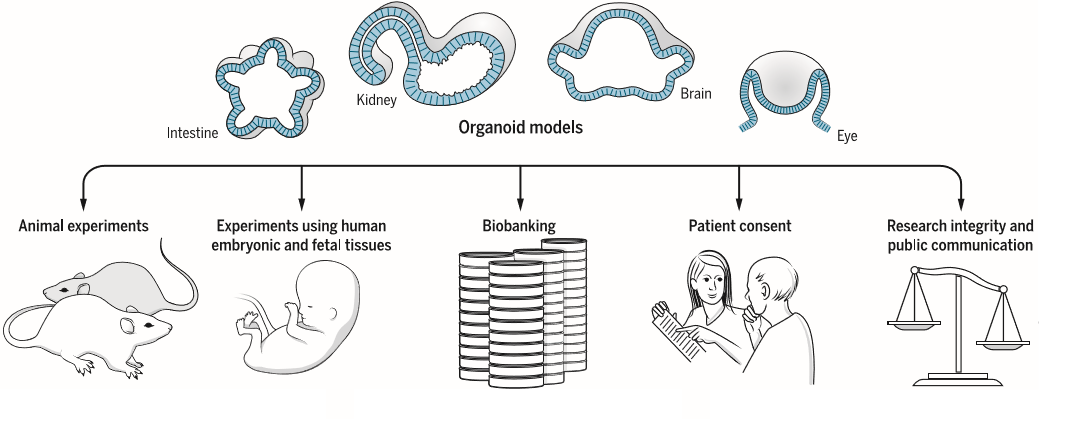 Kidney
Brain
Intestine
Organoid models
Eye
Animal experiments
Experiments using human
embryonic and fetal tissues
Biobanking
Patient consent
Research integrity and
public communication